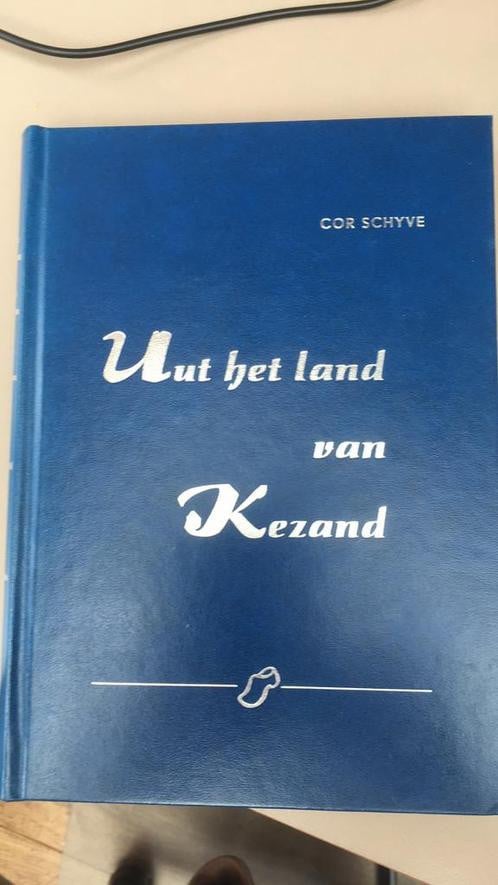 COR SCHYVE
Uut het land
van
Kezand